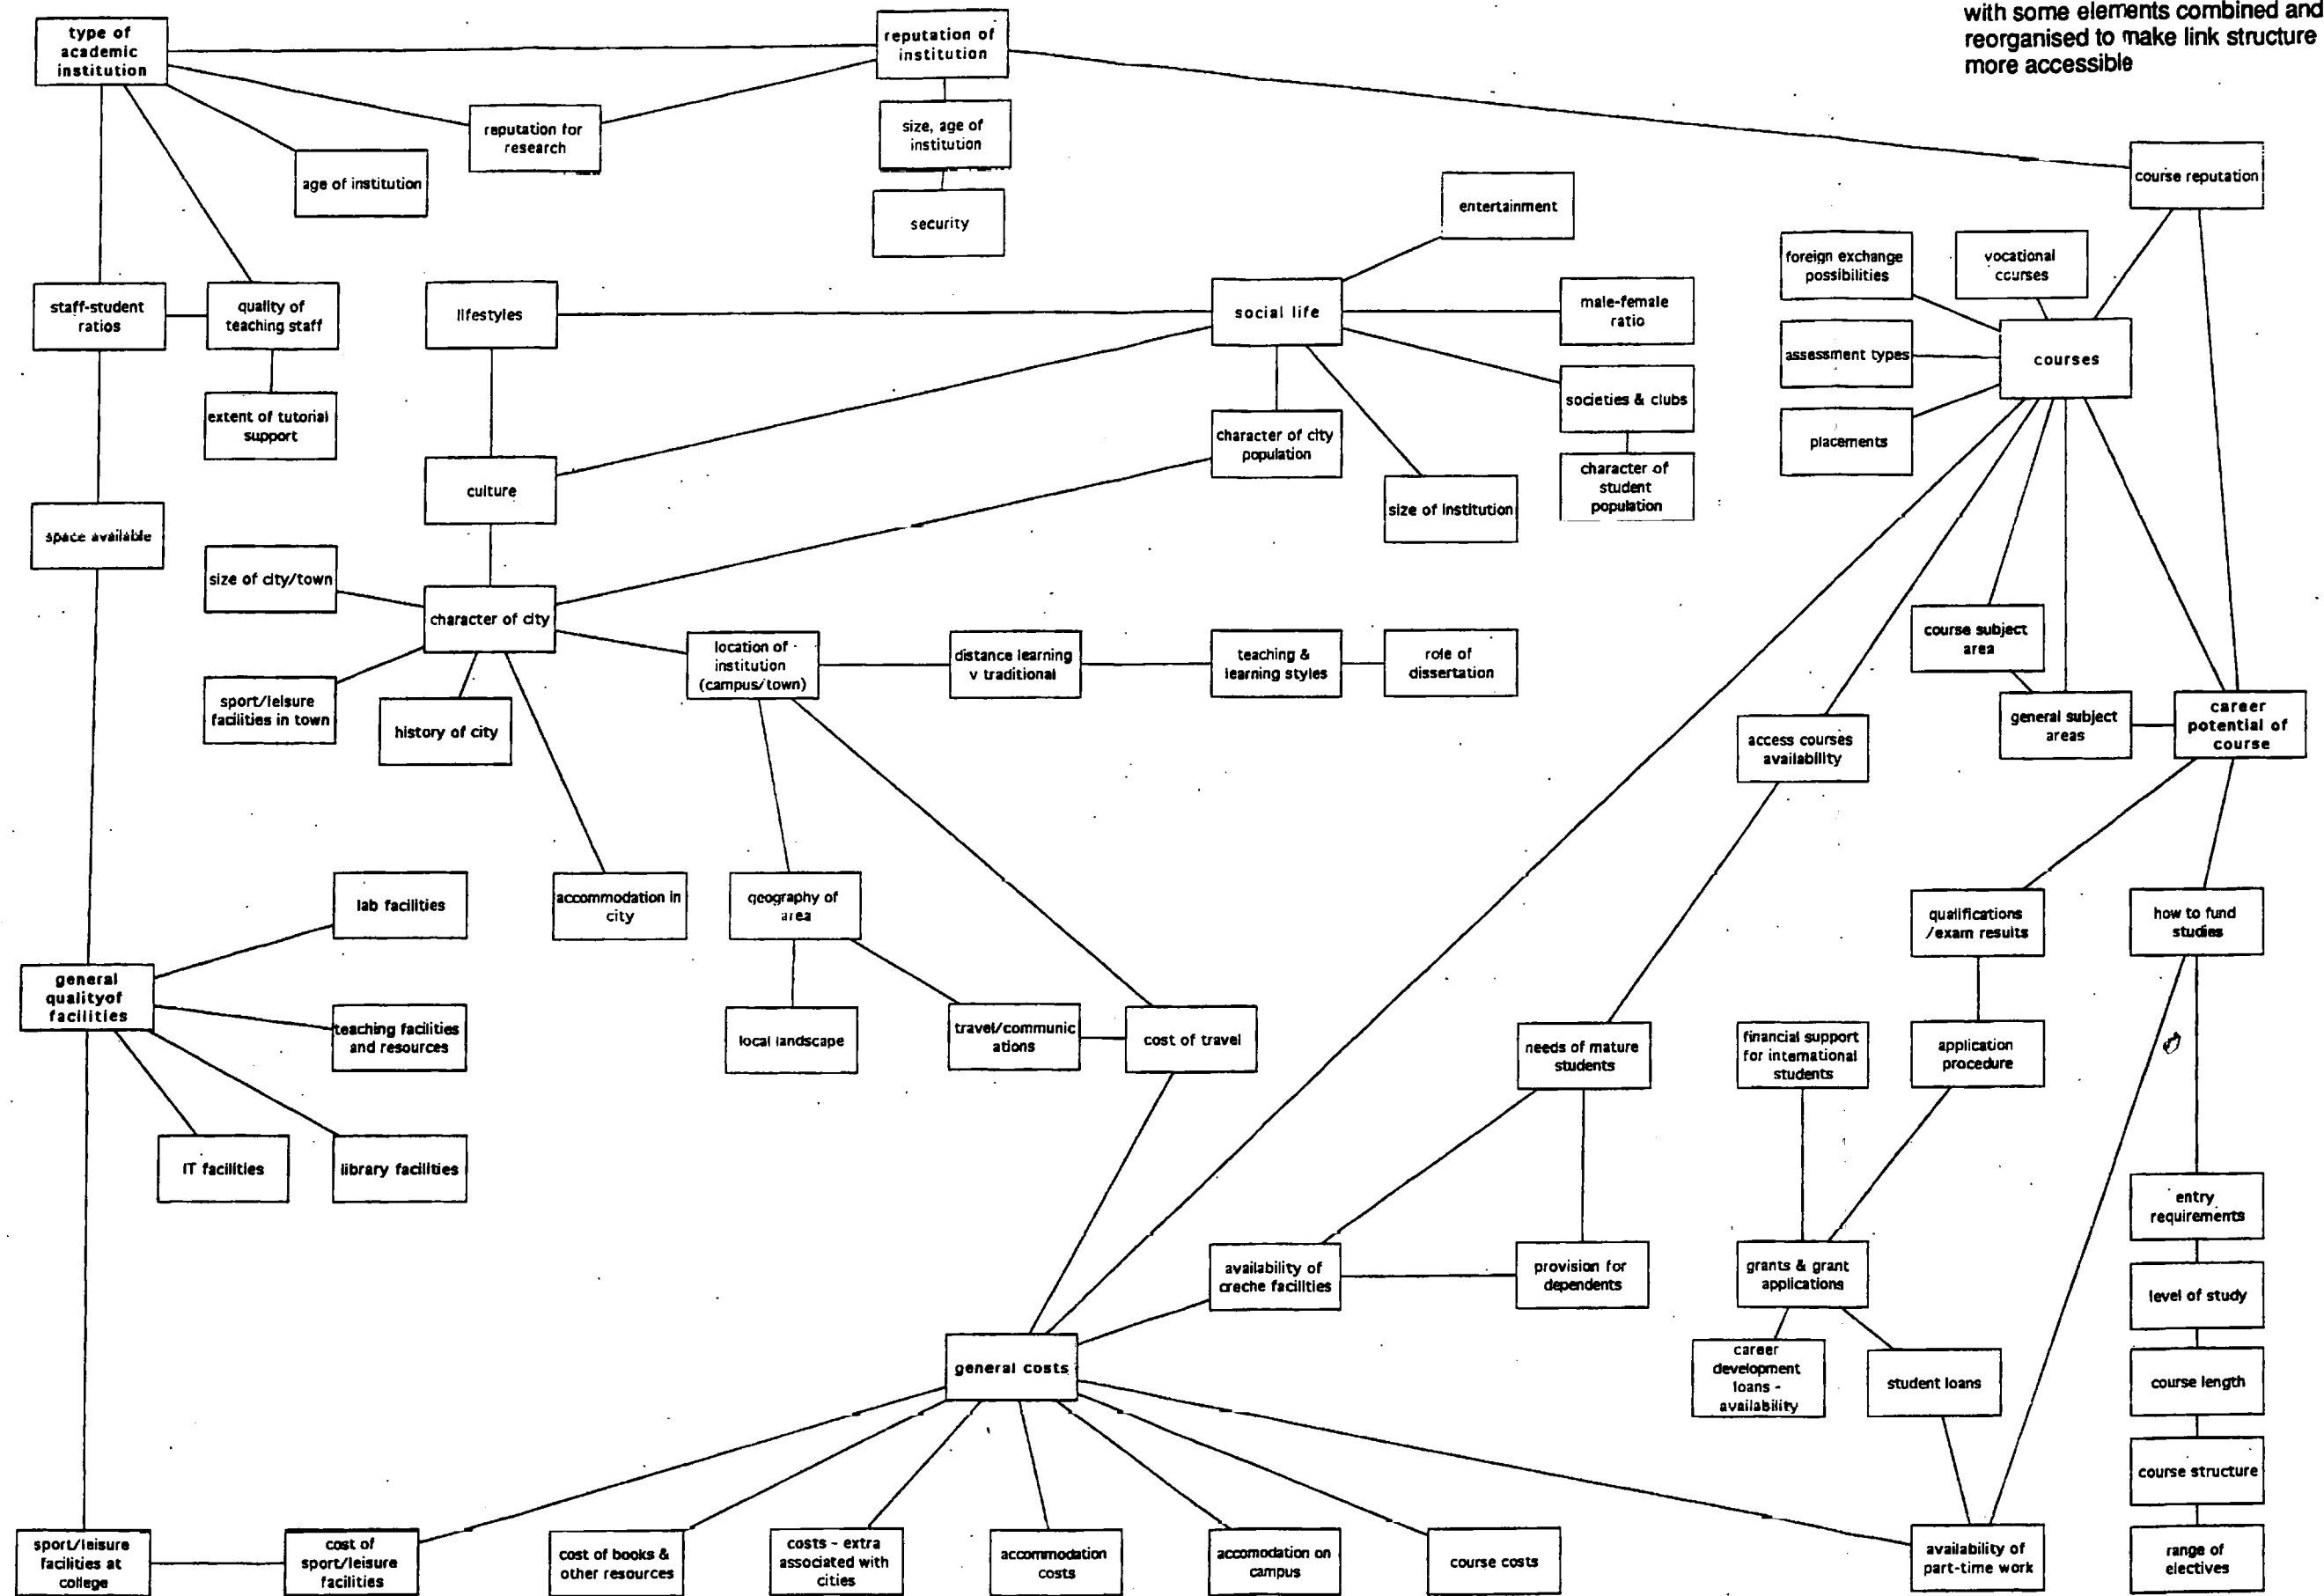 with some elements combined and
reorganised to make link structure
more accessible
type of
academic
institution
reputation of
institution
reputation for
research
size, age of
institution
age of institution
security
course reputation
entertainment
foreign exchange
possibilities
vocational
courses
staff-student
ratios
quality of
teaching staff
lifestyles
social life
male-female
ratio
assessment types
courses
extent of tutorial
support
societies & clubs
character of city
population
placements
culture
size of institution
character of
student
population
space available
size of city/town
character of city
location of
institution
(campus/town)
distance learning
v traditional
teaching &
learning styles
role of
dissertation
course subject
area
sport/leisure
facilities in town
history of city
access courses
availability
general subject
areas
career
potential of
course
lab facilities
accommodation in
city
geography of
area
qualifications
/exam results
how to fund
studies
general
qualityof
facilities
teaching facilities
and resources
local landscape
travel/communic
ations
cost of travel
needs of mature
students
financial support
for international
students
application
procedure
IT facilities
library facilities
entry
requirements
availability of
creche facilities
provision for
dependents
grants & grant
applications
level of study
general costs
career
development
loans -
availability
student loans
course length
course structure
sport/leisure
facilities at
college
cost of
sport/leisure
facilities
cost of books &
other resources
costs - extra
associated with
cities
accommodation
costs
accomodation on
campus
course costs
availability of
part-time work
range of
electives